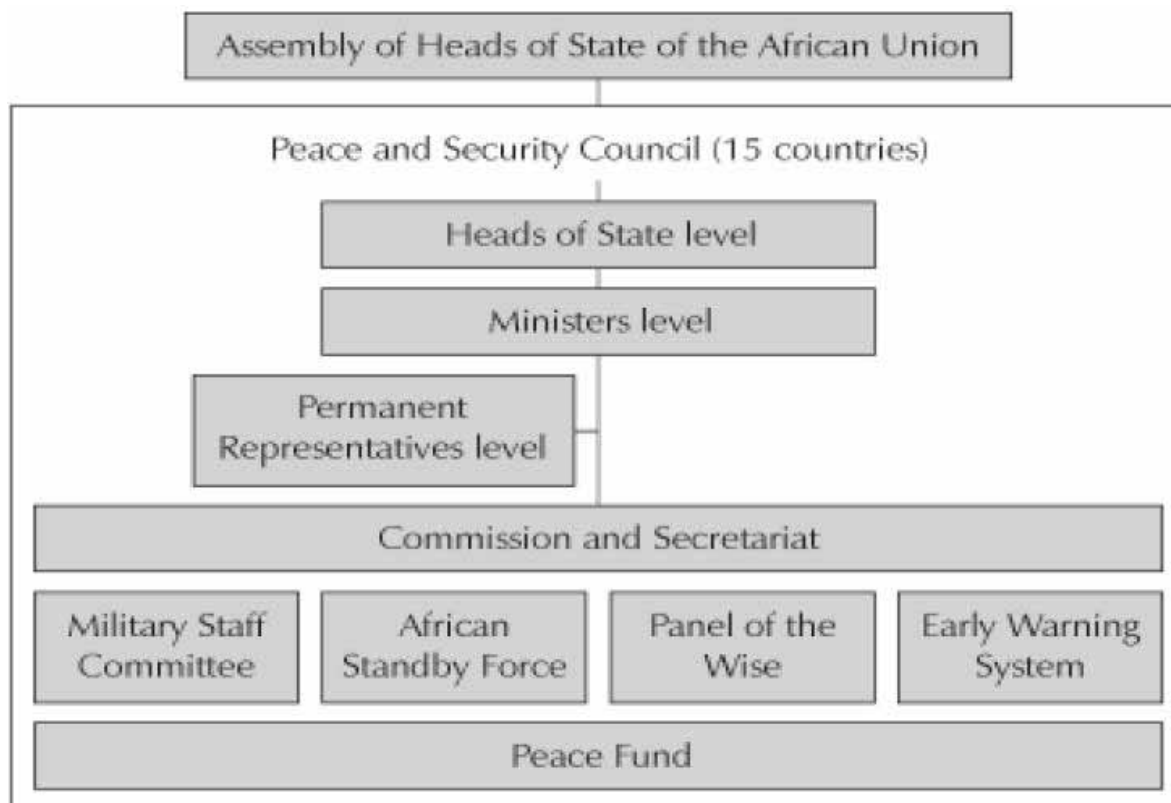 Assembly of Heads of State of the African Union
Peace and Security Council (15 countries)
Heads of State level
Ministers level
Permanent
Representatives level
Commission and Secretariat
Military Staff
Committee
African
Standby Force
Panel of the
Wise
Early Warning
System
Peace Fund